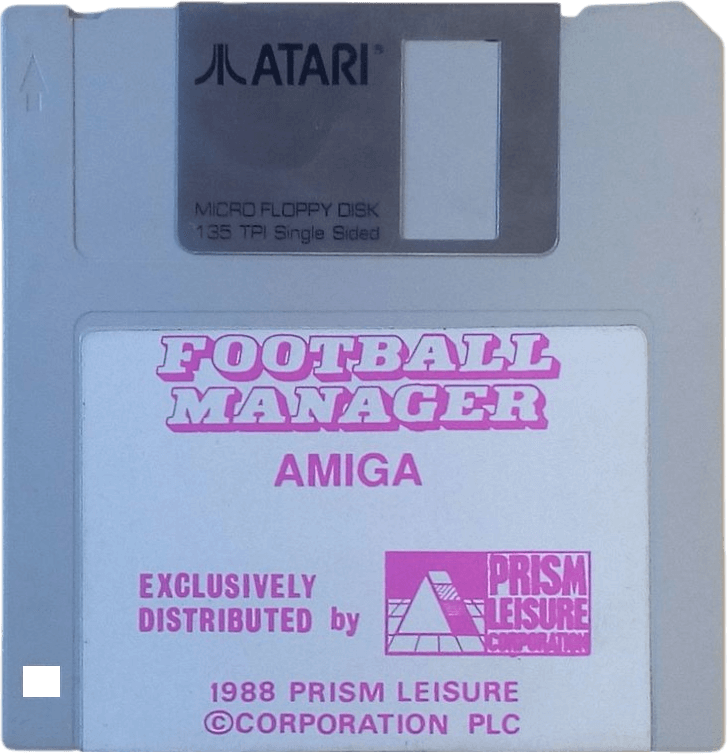 ATARI®
MICRO FLOPPY DISK
135 TPI Single Sided
FOOTBALL
MANAGER
AMIGA
EXCLUSIVELY
DISTRIBUTED by
PRISM
LEISURE
CORPORATION
1988 PRISM LEISURE
©CORPORATION PLC